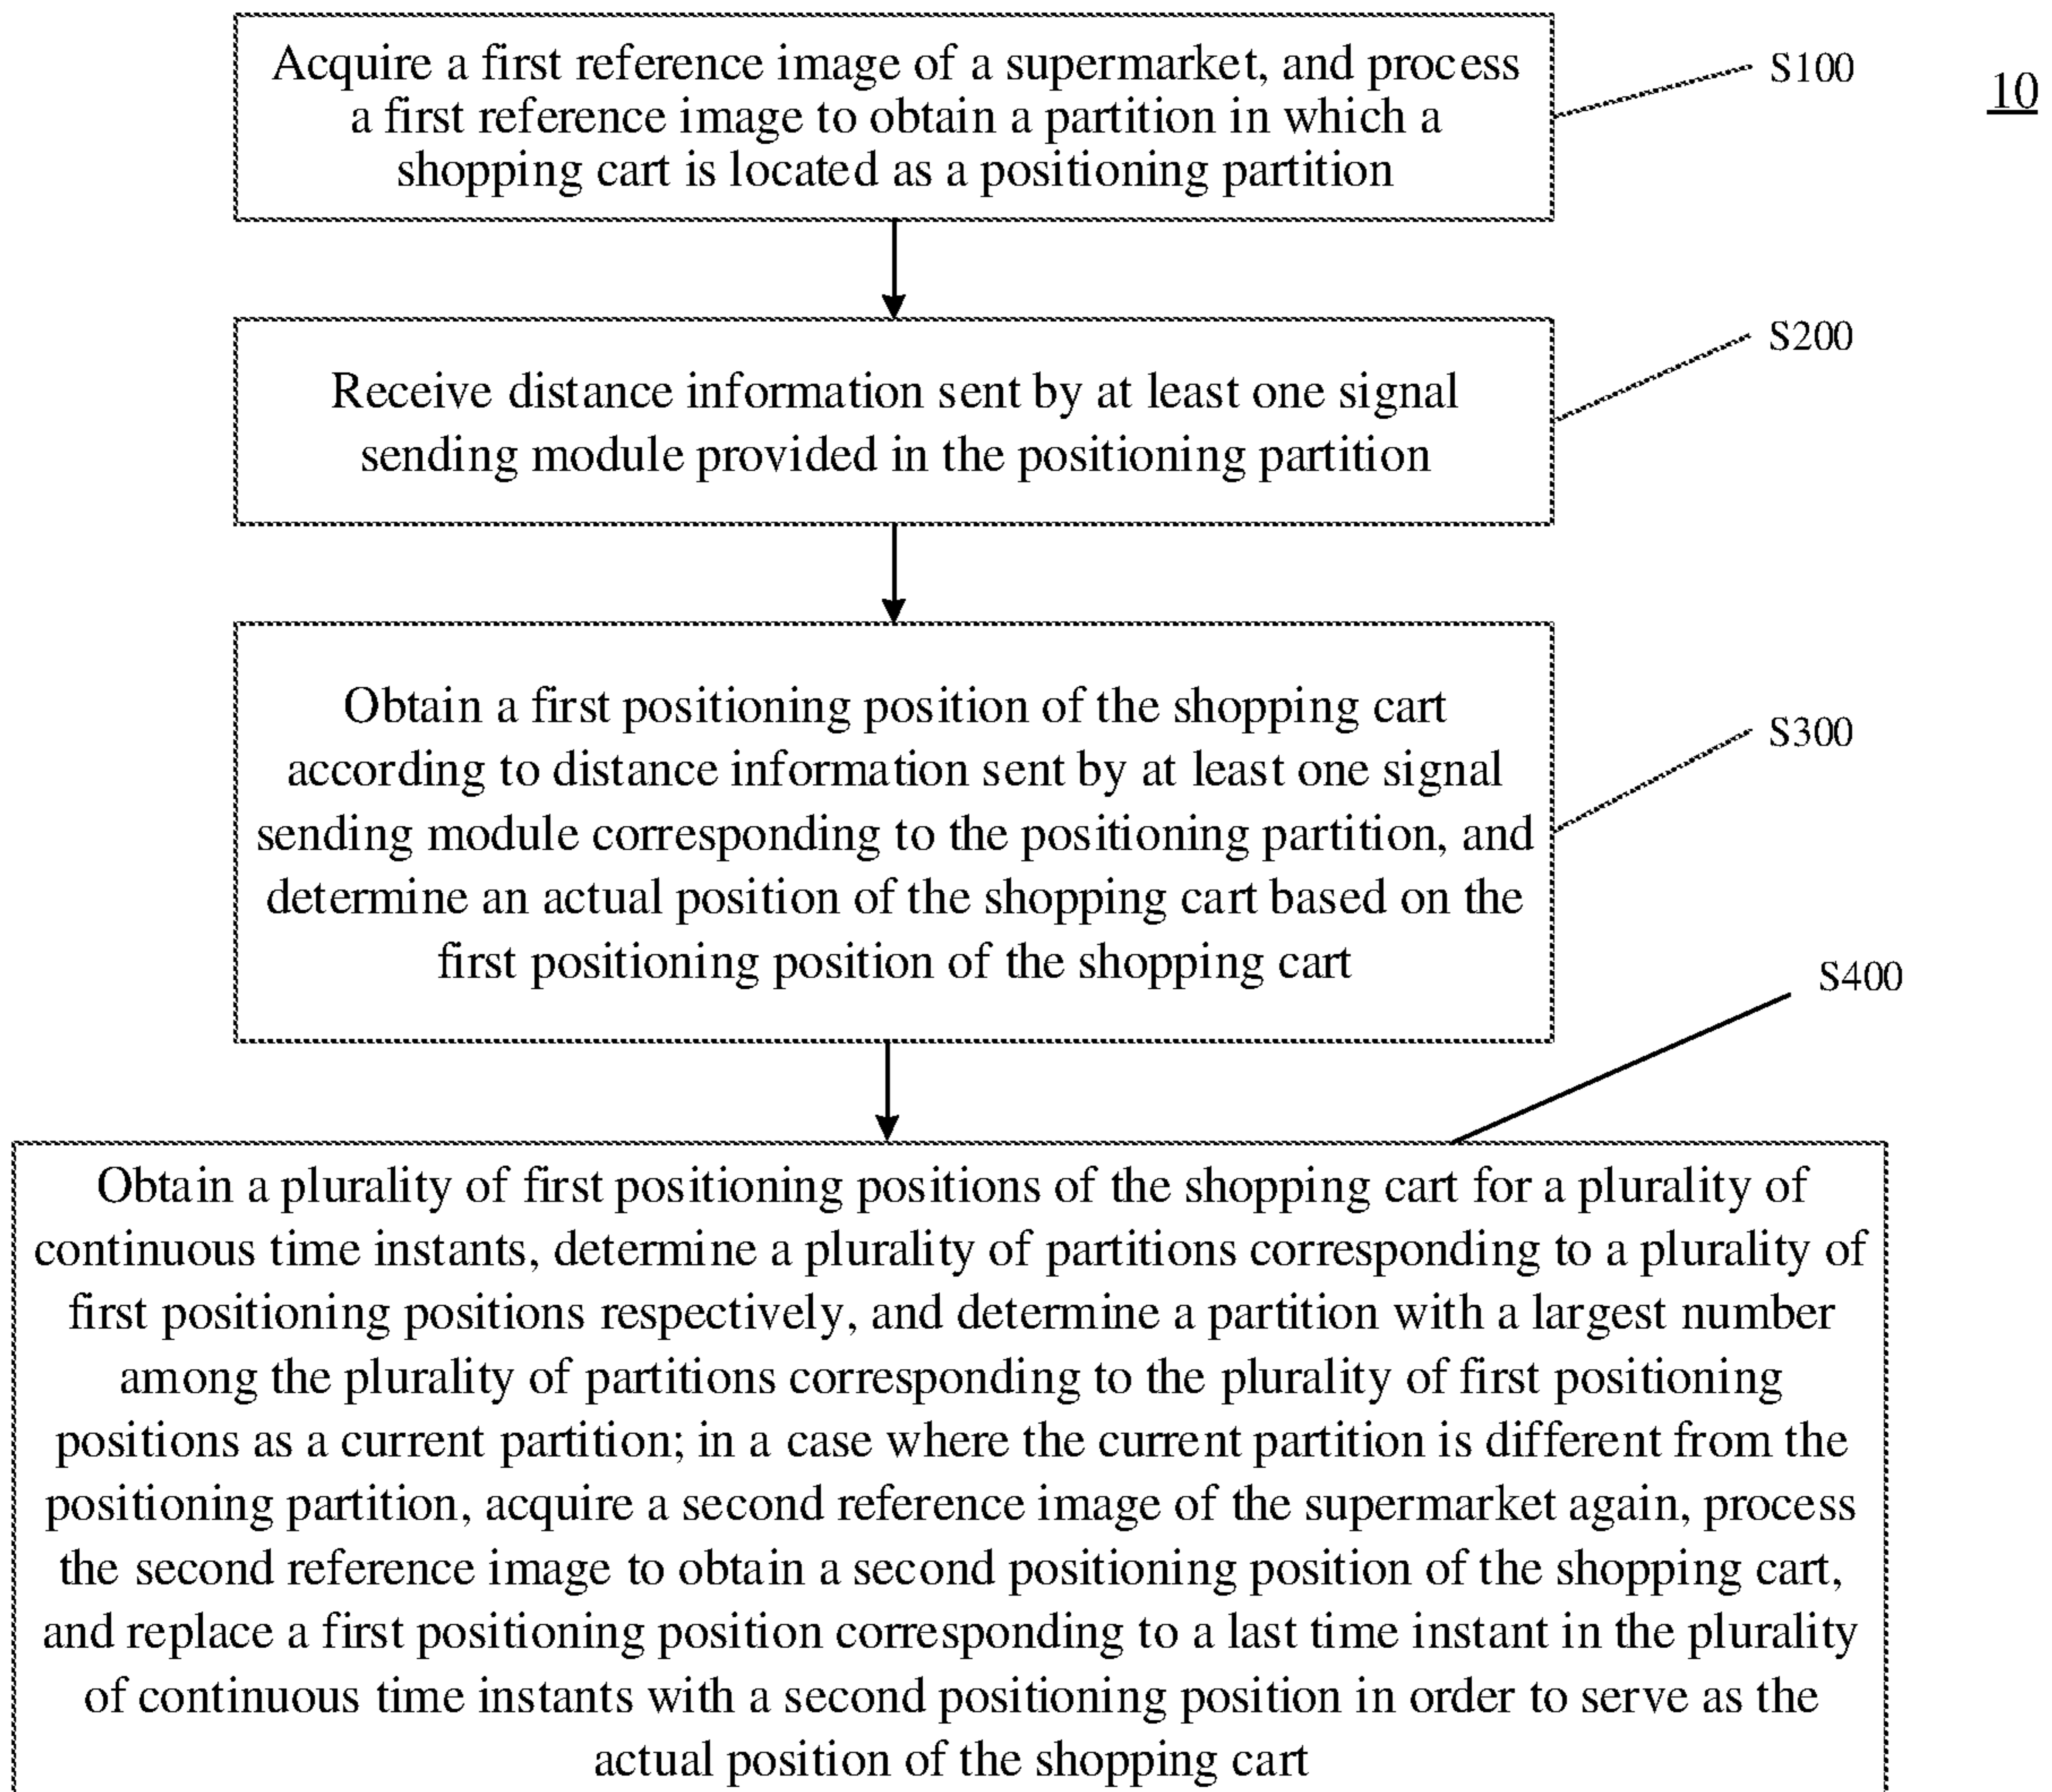 Acquire a first reference image of a supermarket, and process
a first reference image to obtain a partition in which a
shopping cart is located as a positioning partition
S100
10
Receive distance information sent by at least one signal
sending module provided in the positioning partition
S200
Obtain a first positioning position of the shopping cart
according to distance information sent by at least one signal
sending module corresponding to the positioning partition, and
determine an actual position of the shopping cart based on the
first positioning position of the shopping cart
S300
S400
Obtain a plurality of first positioning positions of the shopping cart for a plurality of
continuous time instants, determine a plurality of partitions corresponding to a plurality of
first positioning positions respectively, and determine a partition with a largest number
among the plurality of partitions corresponding to the plurality of first positioning
positions as a current partition; in a case where the current partition is different from the
positioning partition, acquire a second reference image of the supermarket again, process
the second reference image to obtain a second positioning position of the shopping cart,
and replace a first positioning position corresponding to a last time instant in the plurality
of continuous time instants with a second positioning position in order to serve as the
actual position of the shopping cart